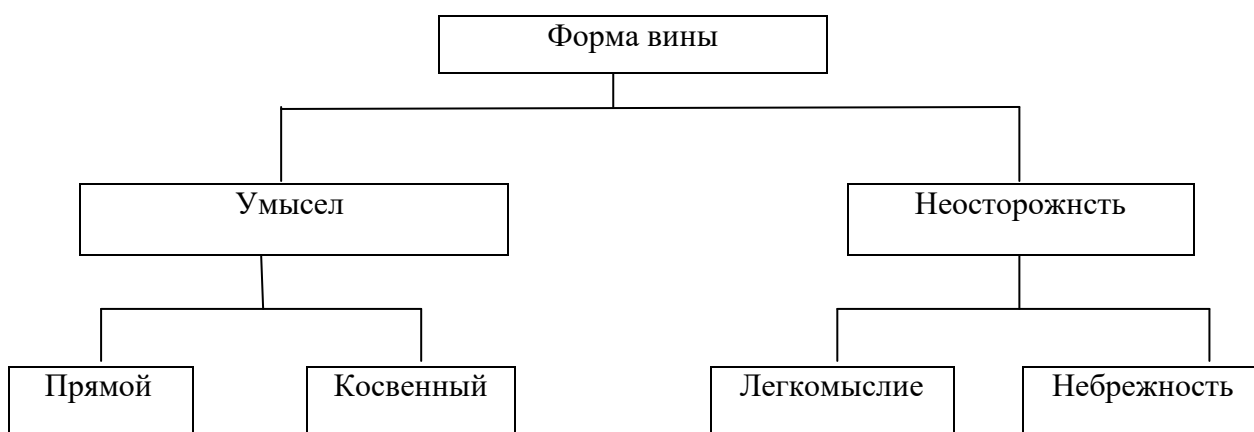 Форма вины
Умысел
Неосторожнсть
Прямой
Косвенный
Легкомыслие
Небрежность